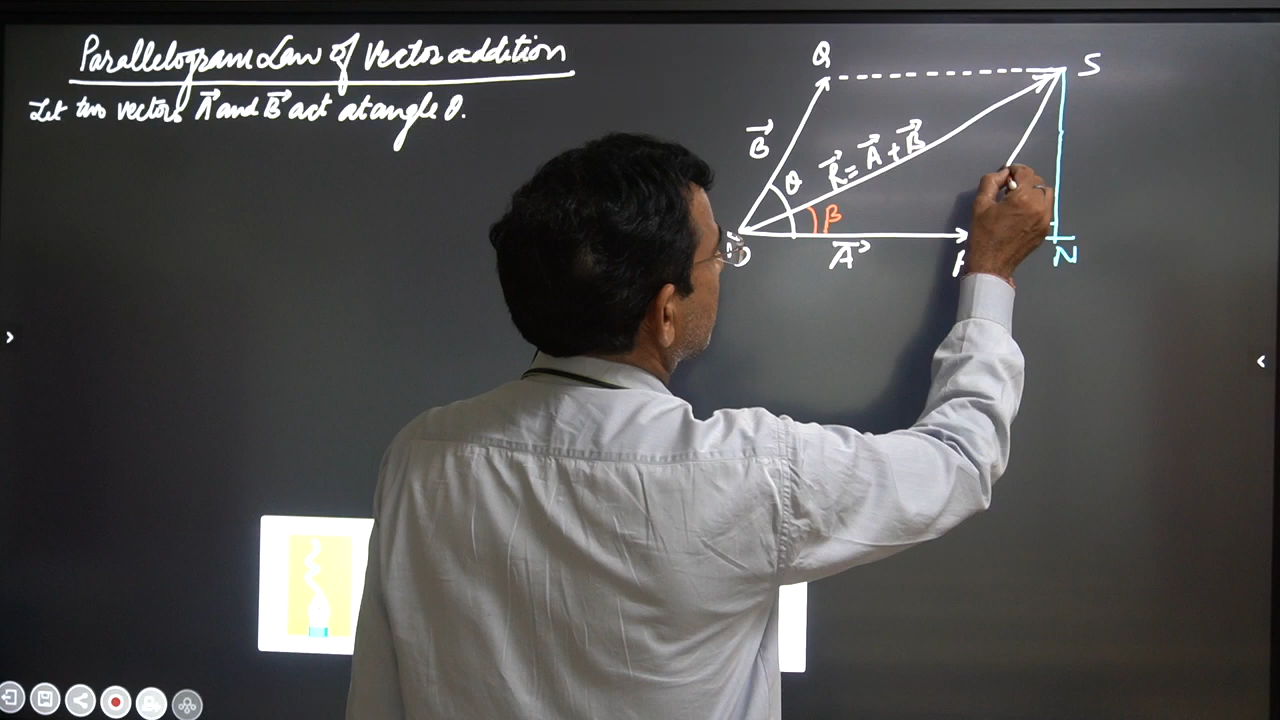 Parallelogram Law of Vector addition
Let two vectors A⃗ and B⃗ act at angle θ.
Q
S
B⃗
θ
R⃗ = A⃗ + B⃗
β
O
A⃗
N